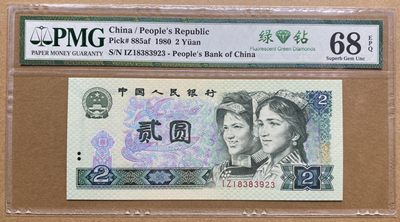 PMG
PAPER MONEY GUARANTY
China / People's Republic
Pick# 885af 1980 2 Yüan
S/N IZ18383923 - People's Bank of China
绿 钻
Fluorescent Green Diamonds
68 EPQ
Superb Gem Unc
中国人民银行
贰圆
2
2
IZ18383923
2